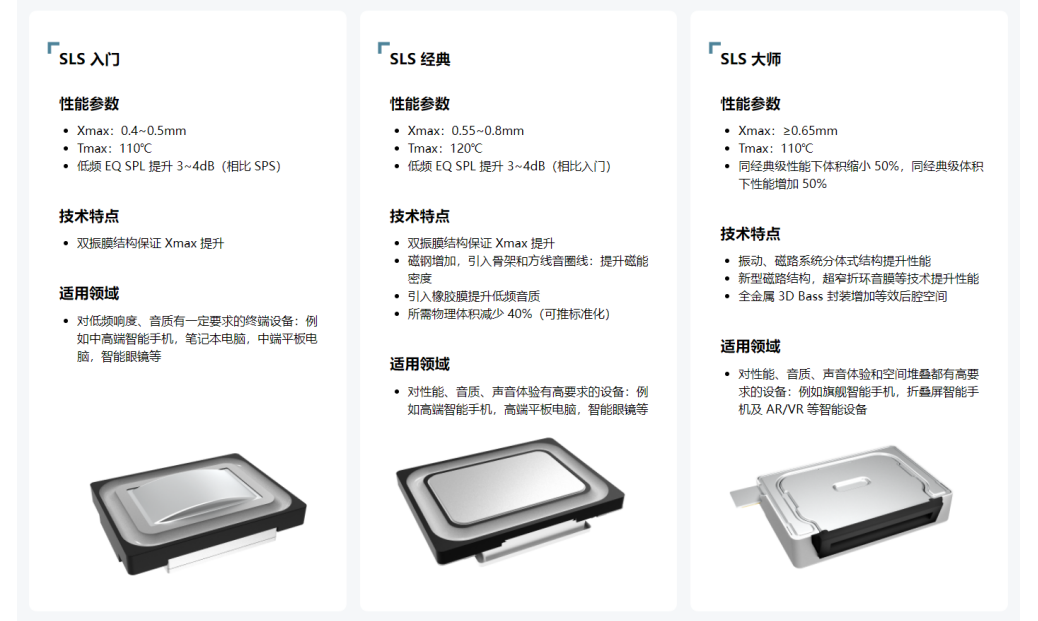 SLS 入门
性能参数
• Xmax：0.4~0.5mm
• Tmax：110℃
• 低频 EQ SPL 提升 3~4dB（相比 SPS）
技术特点
• 双振膜结构保证 Xmax 提升
适用领域
• 对低频响度、音质有一定要求的终端设备：例
如中高端智能手机，笔记本电脑，中端平板电
脑，智能眼镜等
SLS 经典
性能参数
• Xmax：0.55~0.8mm
• Tmax：120℃
• 低频 EQ SPL 提升 3~4dB（相比入门）
技术特点
• 双振膜结构保证 Xmax 提升
• 磁钢增加，引入骨架和方线音圈线：提升磁能
密度
• 引入橡胶膜提升低频音质
• 所需物理体积减少 40%（可推标准化）
适用领域
• 对性能、音质、声音体验有高要求的设备：例
如高端智能手机，高端平板电脑，智能眼镜等
SLS 大师
性能参数
• Xmax：≥0.65mm
• Tmax：110℃
• 同经典级性能下体积缩小 50%，同经典级体积
下性能增加 50%
技术特点
• 振动、磁路系统分体式结构提升性能
• 新型磁路结构，超窄折环音膜等技术提升性能
• 全金属 3D Bass 封装增加等效后腔空间
适用领域
• 对性能、音质、声音体验和空间堆叠都有高要
求的设备：例如旗舰智能手机，折叠屏智能手
机及 AR/VR 等智能设备